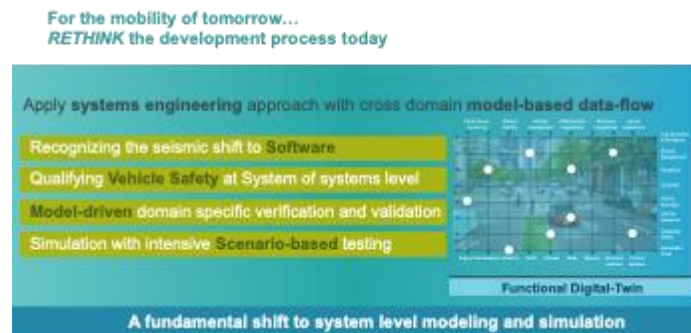 For the mobility of tomorrow…
RETHINK the development process today
Apply systems engineering approach with cross domain model-based data-flow
Recognizing the seismic shift to Software
Qualifying Vehicle Safety at System of systems level
Model-driven domain specific verification and validation
Simulation with intensive Scenario-based testing
Functional Digital-Twin
A fundamental shift to system level modeling and simulation